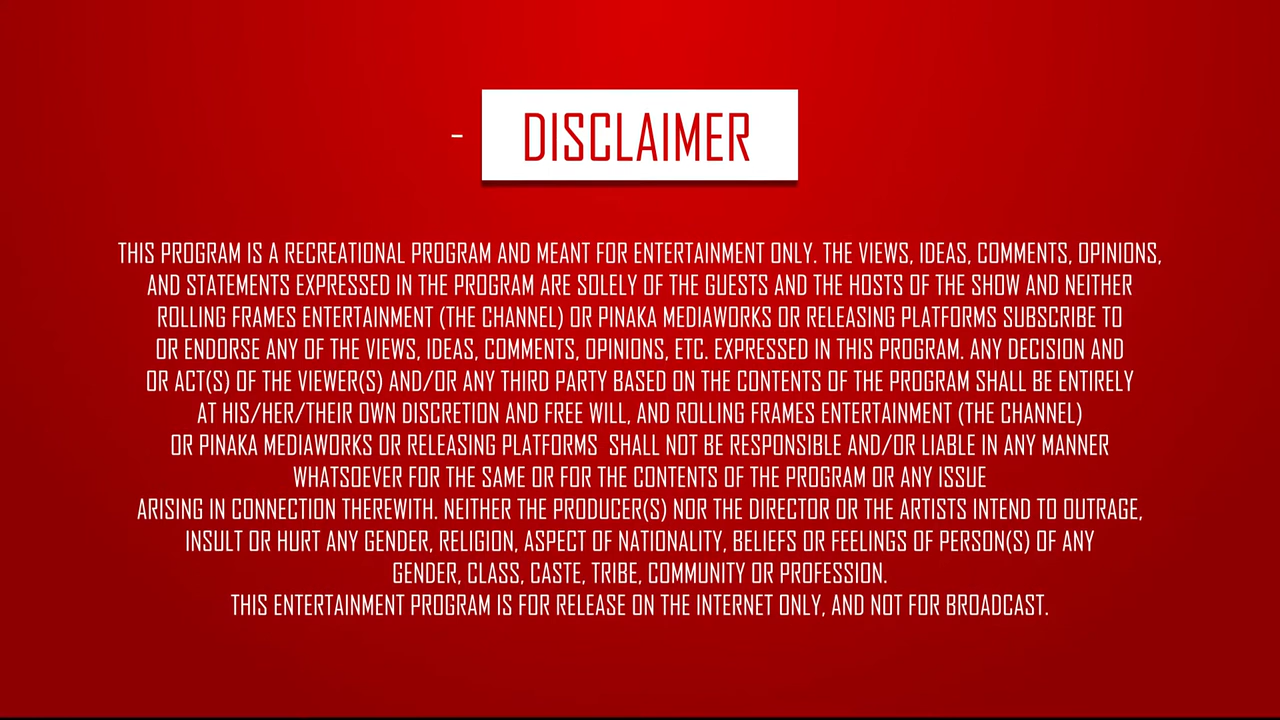 - DISCLAIMER
THIS PROGRAM IS A RECREATIONAL PROGRAM AND MEANT FOR ENTERTAINMENT ONLY. THE VIEWS, IDEAS, COMMENTS, OPINIONS,
AND STATEMENTS EXPRESSED IN THE PROGRAM ARE SOLELY OF THE GUESTS AND THE HOSTS OF THE SHOW AND NEITHER
ROLLING FRAMES ENTERTAINMENT (THE CHANNEL) OR PINAKA MEDIAWORKS OR RELEASING PLATFORMS SUBSCRIBE TO
OR ENDORSE ANY OF THE VIEWS, IDEAS, COMMENTS, OPINIONS, ETC. EXPRESSED IN THIS PROGRAM. ANY DECISION AND
OR ACT(S) OF THE VIEWER(S) AND/OR ANY THIRD PARTY BASED ON THE CONTENTS OF THE PROGRAM SHALL BE ENTIRELY
AT HIS/HER/THEIR OWN DISCRETION AND FREE WILL, AND ROLLING FRAMES ENTERTAINMENT (THE CHANNEL)
OR PINAKA MEDIAWORKS OR RELEASING PLATFORMS SHALL NOT BE RESPONSIBLE AND/OR LIABLE IN ANY MANNER
WHATSOEVER FOR THE SAME OR FOR THE CONTENTS OF THE PROGRAM OR ANY ISSUE
ARISING IN CONNECTION THEREWITH. NEITHER THE PRODUCER(S) NOR THE DIRECTOR OR THE ARTISTS INTEND TO OUTRAGE,
INSULT OR HURT ANY GENDER, RELIGION, ASPECT OF NATIONALITY, BELIEFS OR FEELINGS OF PERSON(S) OF ANY
GENDER, CLASS, CASTE, TRIBE, COMMUNITY OR PROFESSION.
THIS ENTERTAINMENT PROGRAM IS FOR RELEASE ON THE INTERNET ONLY, AND NOT FOR BROADCAST.